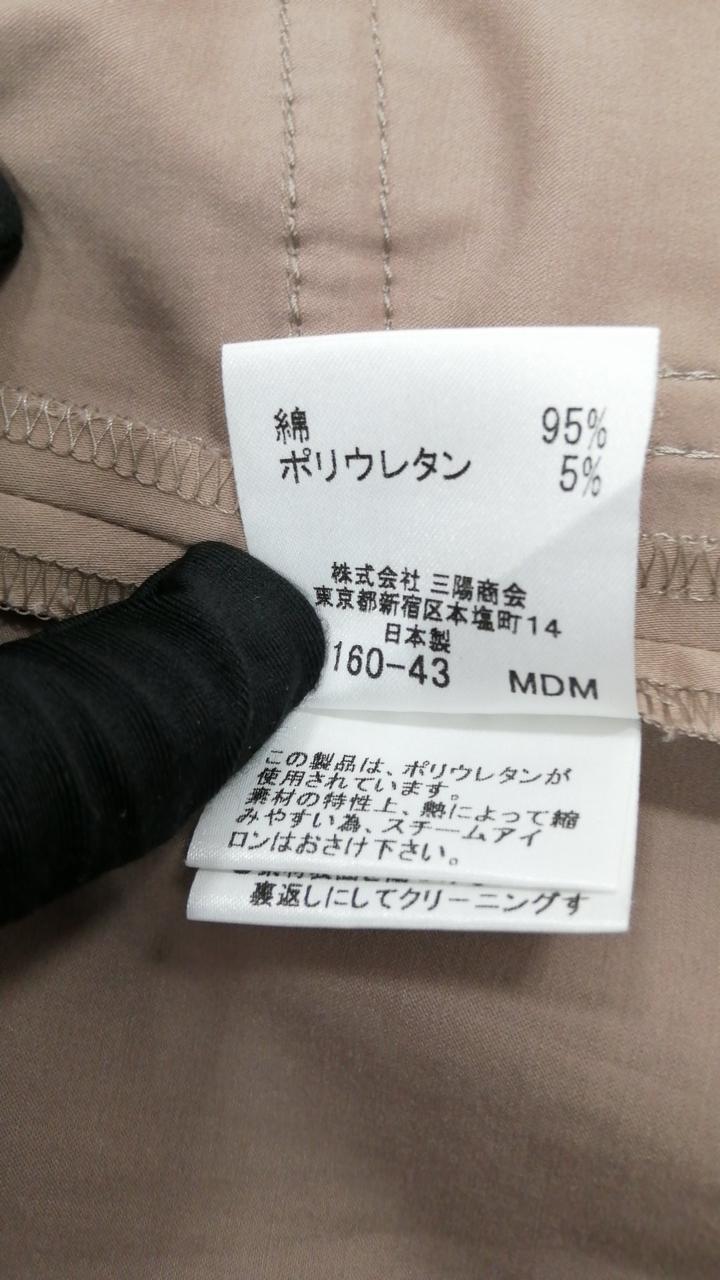 綿 95%
ポリウレタン 5%
株式会社 三陽商会
東京都新宿区本塩町14
日本製
160-43 MDM
この製品は、ポリウレタンが
使用されています。
素材の特性上、熱によって縮
みやすい為、スチームアイ
ロンはおさけ下さい。
裏返しにしてクリーニングす